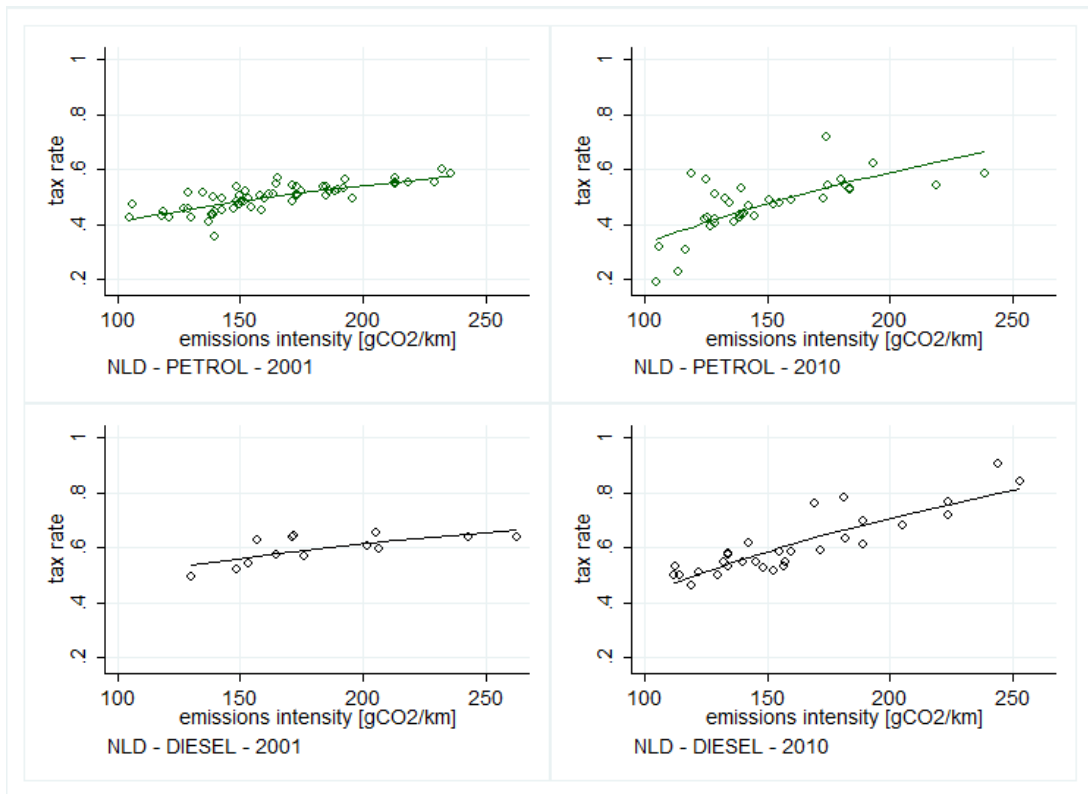 1
.8
.6
.4
.2
tax rate
100 150 200 250
emissions intensity [gCO2/km]
NLD - PETROL - 2001
1
.8
.6
.4
.2
tax rate
100 150 200 250
emissions intensity [gCO2/km]
NLD - PETROL - 2010
1
.8
.6
.4
.2
tax rate
100 150 200 250
emissions intensity [gCO2/km]
NLD - DIESEL - 2001
1
.8
.6
.4
.2
tax rate
100 150 200 250
emissions intensity [gCO2/km]
NLD - DIESEL - 2010